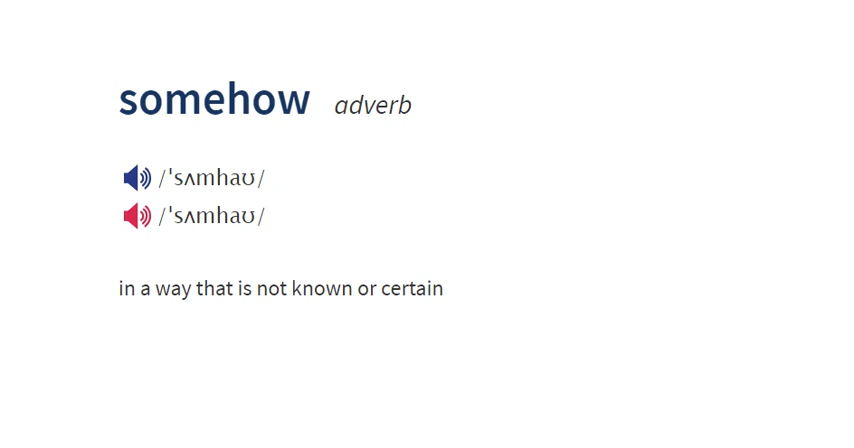 somehow adverb
/ˈsʌmhaʊ/
/ˈsʌmhaʊ/
in a way that is not known or certain